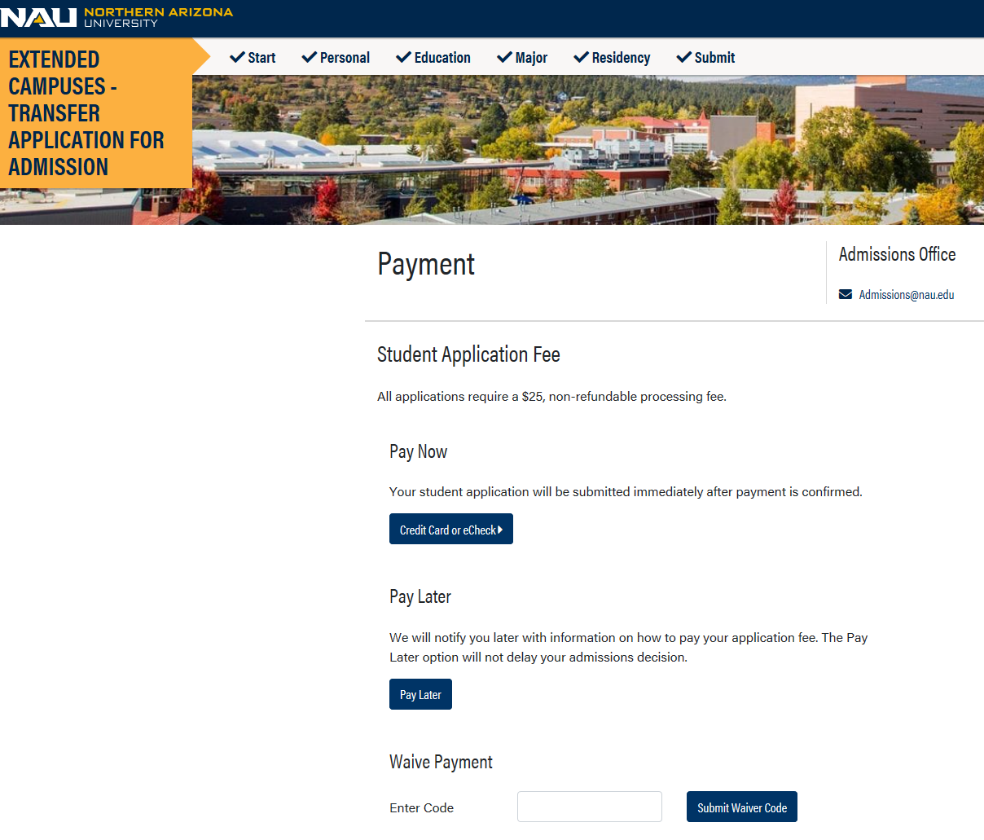 NAU NORTHERN ARIZONA
UNIVERSITY
EXTENDED
CAMPUSES -
TRANSFER
APPLICATION FOR
ADMISSION
Start Personal Education Major Residency Submit
Payment
Admissions Office
Admissions@nau.edu
Student Application Fee
All applications require a $25, non-refundable processing fee.
Pay Now
Your student application will be submitted immediately after payment is confirmed.
Credit Card or eCheck
Pay Later
We will notify you later with information on how to pay your application fee. The Pay
Later option will not delay your admissions decision.
Pay Later
Waive Payment
Enter Code Submit Waiver Code